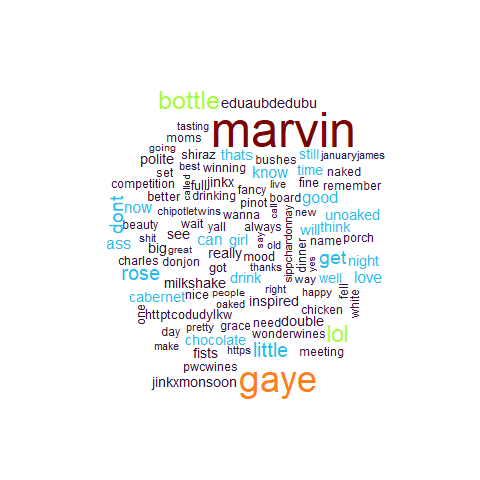 bottle eduaubdedubu
tasting
marvin
moms
going
polite shiraz thats bushes still januaryjames
set best winning know time naked
competition called full jinkx fancy live fine remember
better drinking pinot board good
dont now chipotletwins wanna call sippchardonnay new unoaked
beauty wait yall always will think
ass shit see can girl say old name porch
big great really mood dinner yes get night
charles donjon got thanks
rose milkshake drink way well love
cabernet nice people right happy fell
one oaked inspired chicken white
httptcodudylkw
day pretty grace need double lol
make chocolate wonderwines
fists https little meeting
pwcwines
jinkxmonsoon gaye